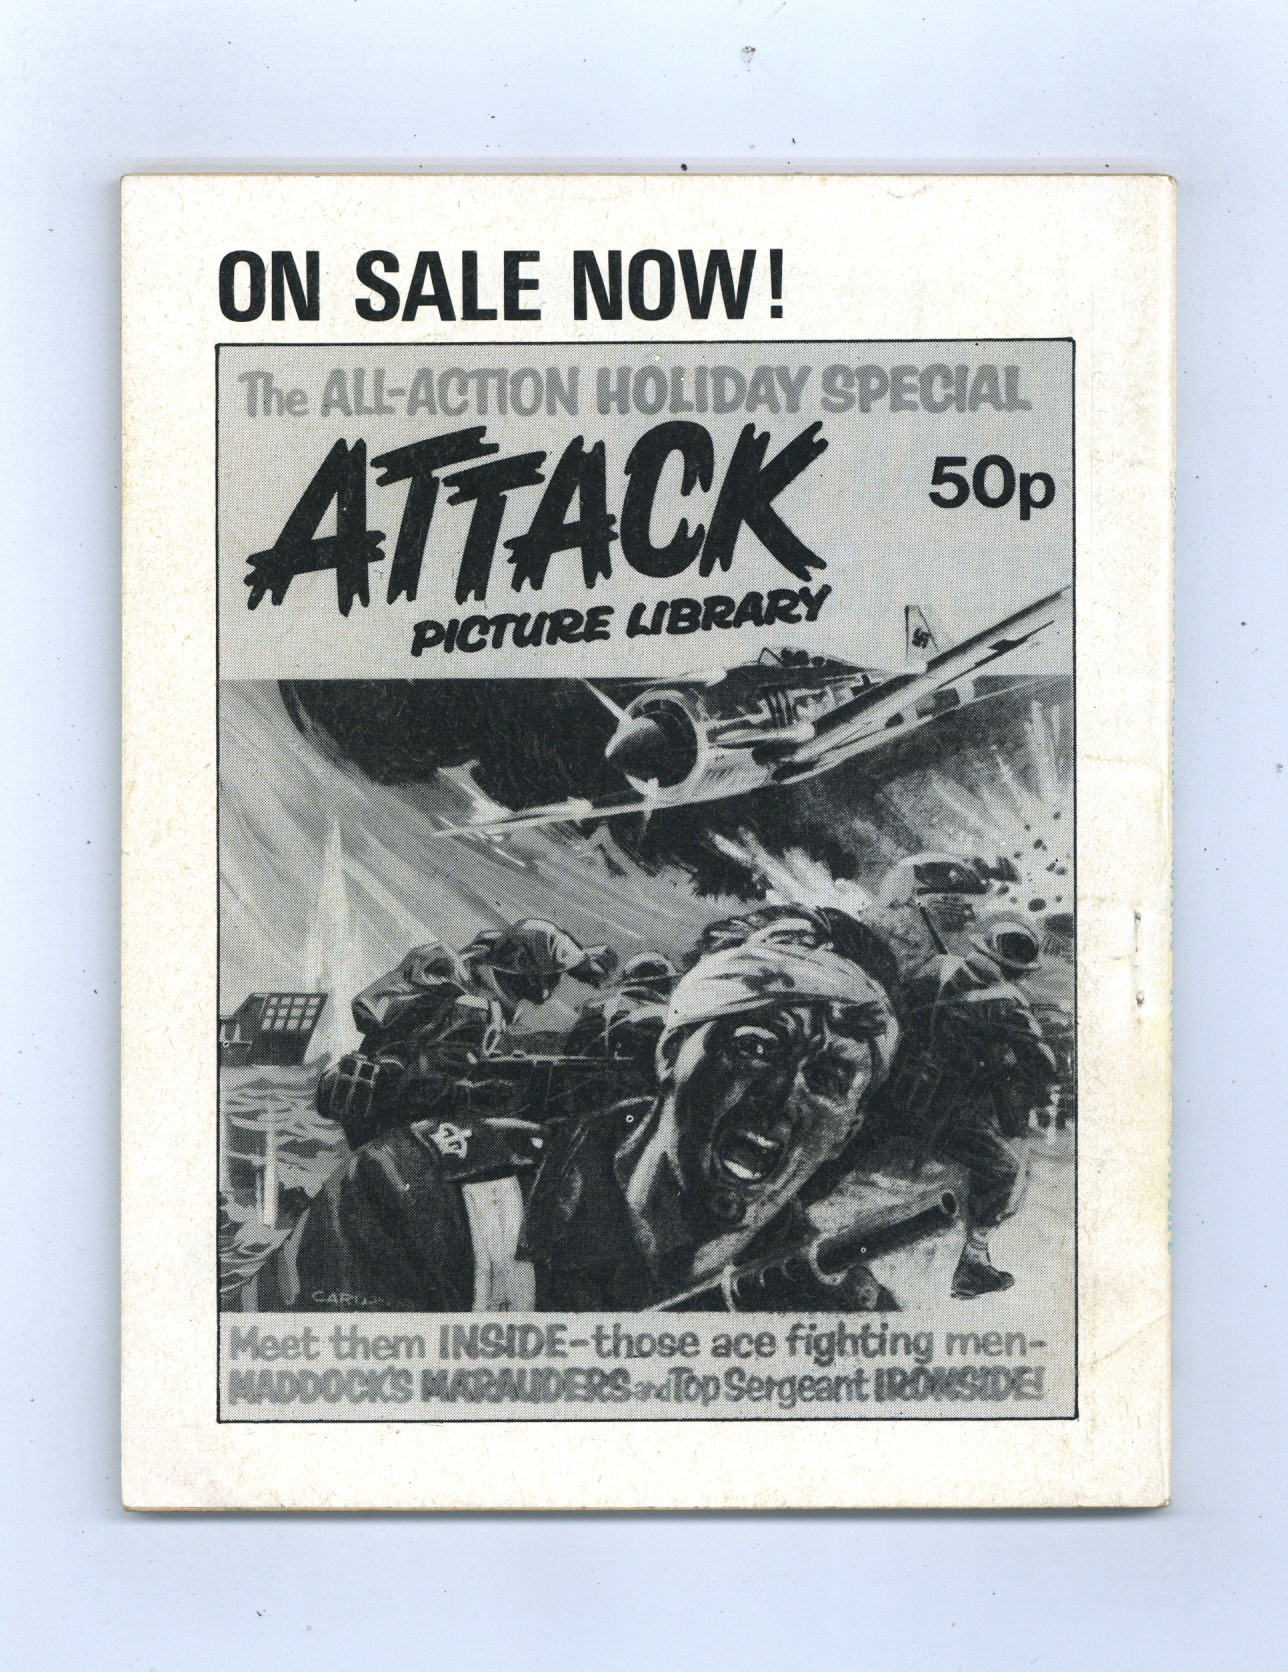 ON SALE NOW!
The ALL-ACTION HOLIDAY SPECIAL
ATTACK
50p
PICTURE LIBRARY
Meet them INSIDE-those ace fighting men-
MADDOCK'S MARAUDERS and Top Sergeant IRONSIDE!